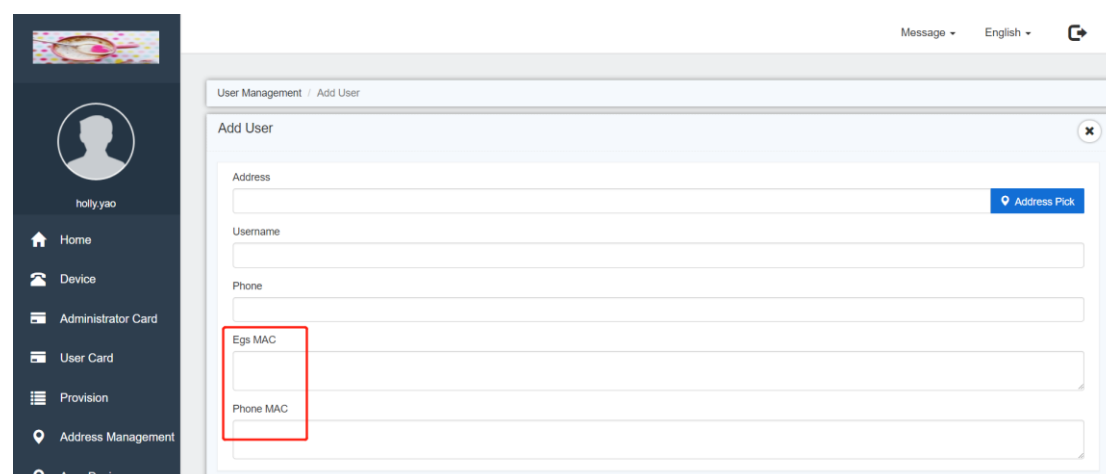 Message
English
User Management / Add User
Add User
Address
Address Pick
Username
Phone
Egs MAC
Phone MAC
holly.yao
Home
Device
Administrator Card
User Card
Provision
Address Management